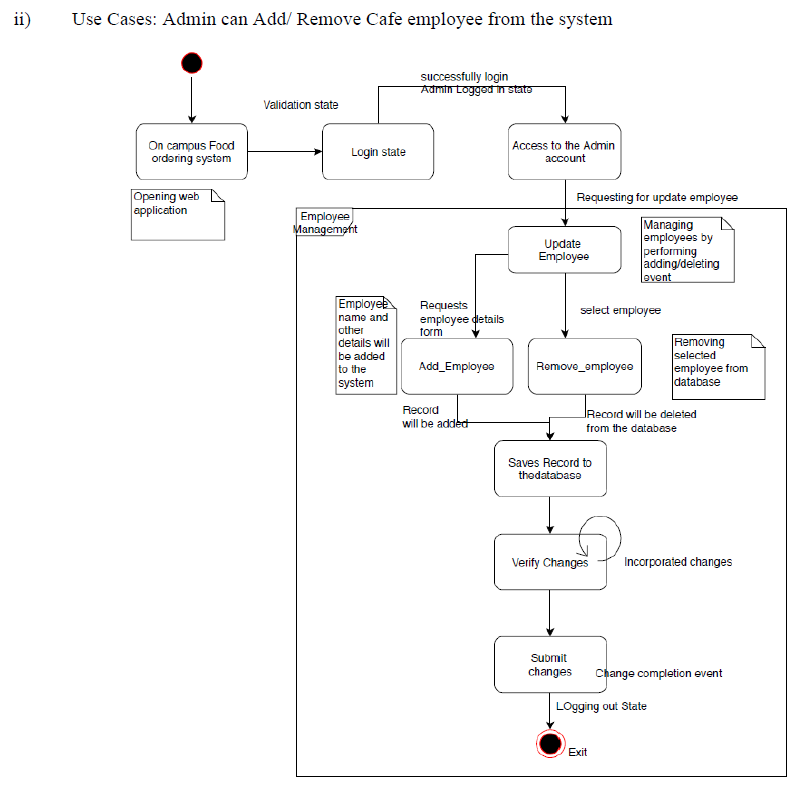 ii) Use Cases: Admin can Add/ Remove Cafe employee from the system
successfully login
Admin Logged in state
Validation state
On campus Food
ordering system
Login state
Access to the Admin
account
Opening web
application
Requesting for update employee
Employee
Management
Update
Employee
Managing
employees by
performing
adding/deleting
event
Employee
name and
other
details will
be added
to the
system
Requests
employee details
form
select employee
Add_Employee
Remove_employee
Removing
selected
employee from
database
Record
will be added
Record will be deleted
from the database
Saves Record to
thedatabase
Verify Changes
Incorporated changes
Submit
changes
Change completion event
LOgging out State
Exit